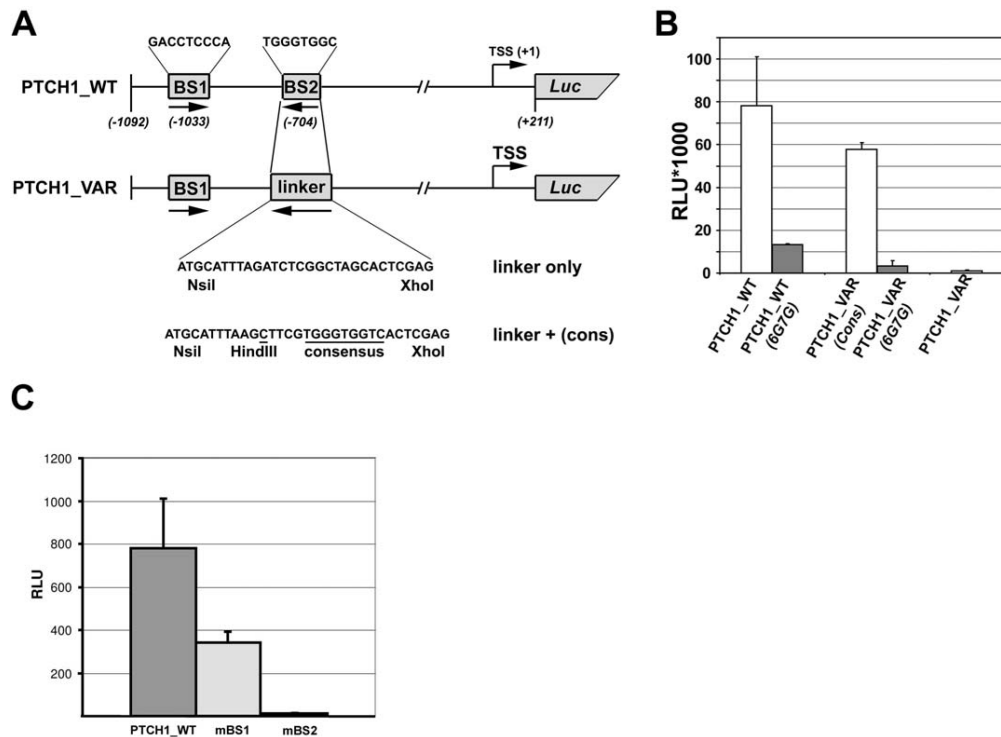 A
GACCTCCCA TGGGTGGC
PTCH1_WT
BS1
BS2
//
TSS (+1)
Luc
(-1092)
(-1033)
(-704)
(+211)
PTCH1_VAR
BS1
linker
//
TSS
Luc
ATGCATTTAGATCTCGGCTAGCACTCGAG linker only
NsiI XhoI
ATGCATTTAAGCTTCGTGGGTGGTCACTCGAG linker + (cons)
NsiI HindIII consensus XhoI
B
RLU*1000
100
80
60
40
20
0
PTCH1_WT
PTCH1_WT
(6G7G)
PTCH1_VAR
(Cons)
PTCH1_VAR
(6G7G)
PTCH1_VAR
C
RLU
1200
1000
800
600
400
200
PTCH1_WT mBS1 mBS2